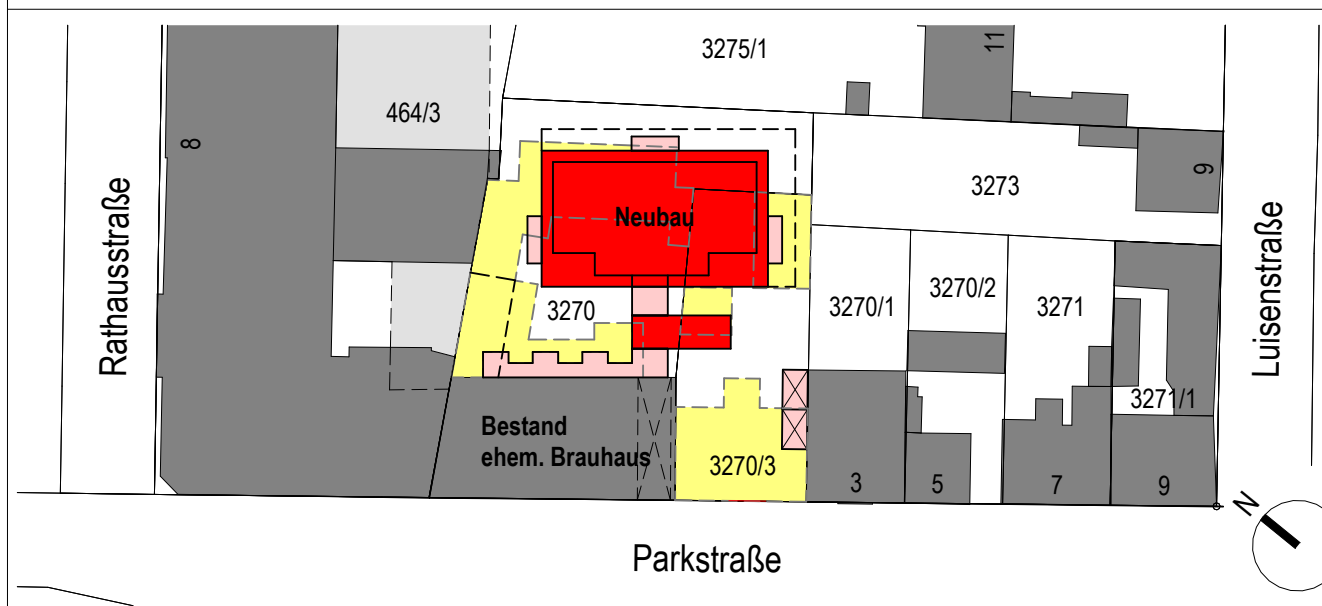 3275/1
11
464/3
8
3273
9
Neubau
Rathausstraße
Luisenstraße
3270
3270/1
3270/2
3271
3271/1
Bestand
ehem. Brauhaus
3270/3
3
5
7
9
N
Parkstraße